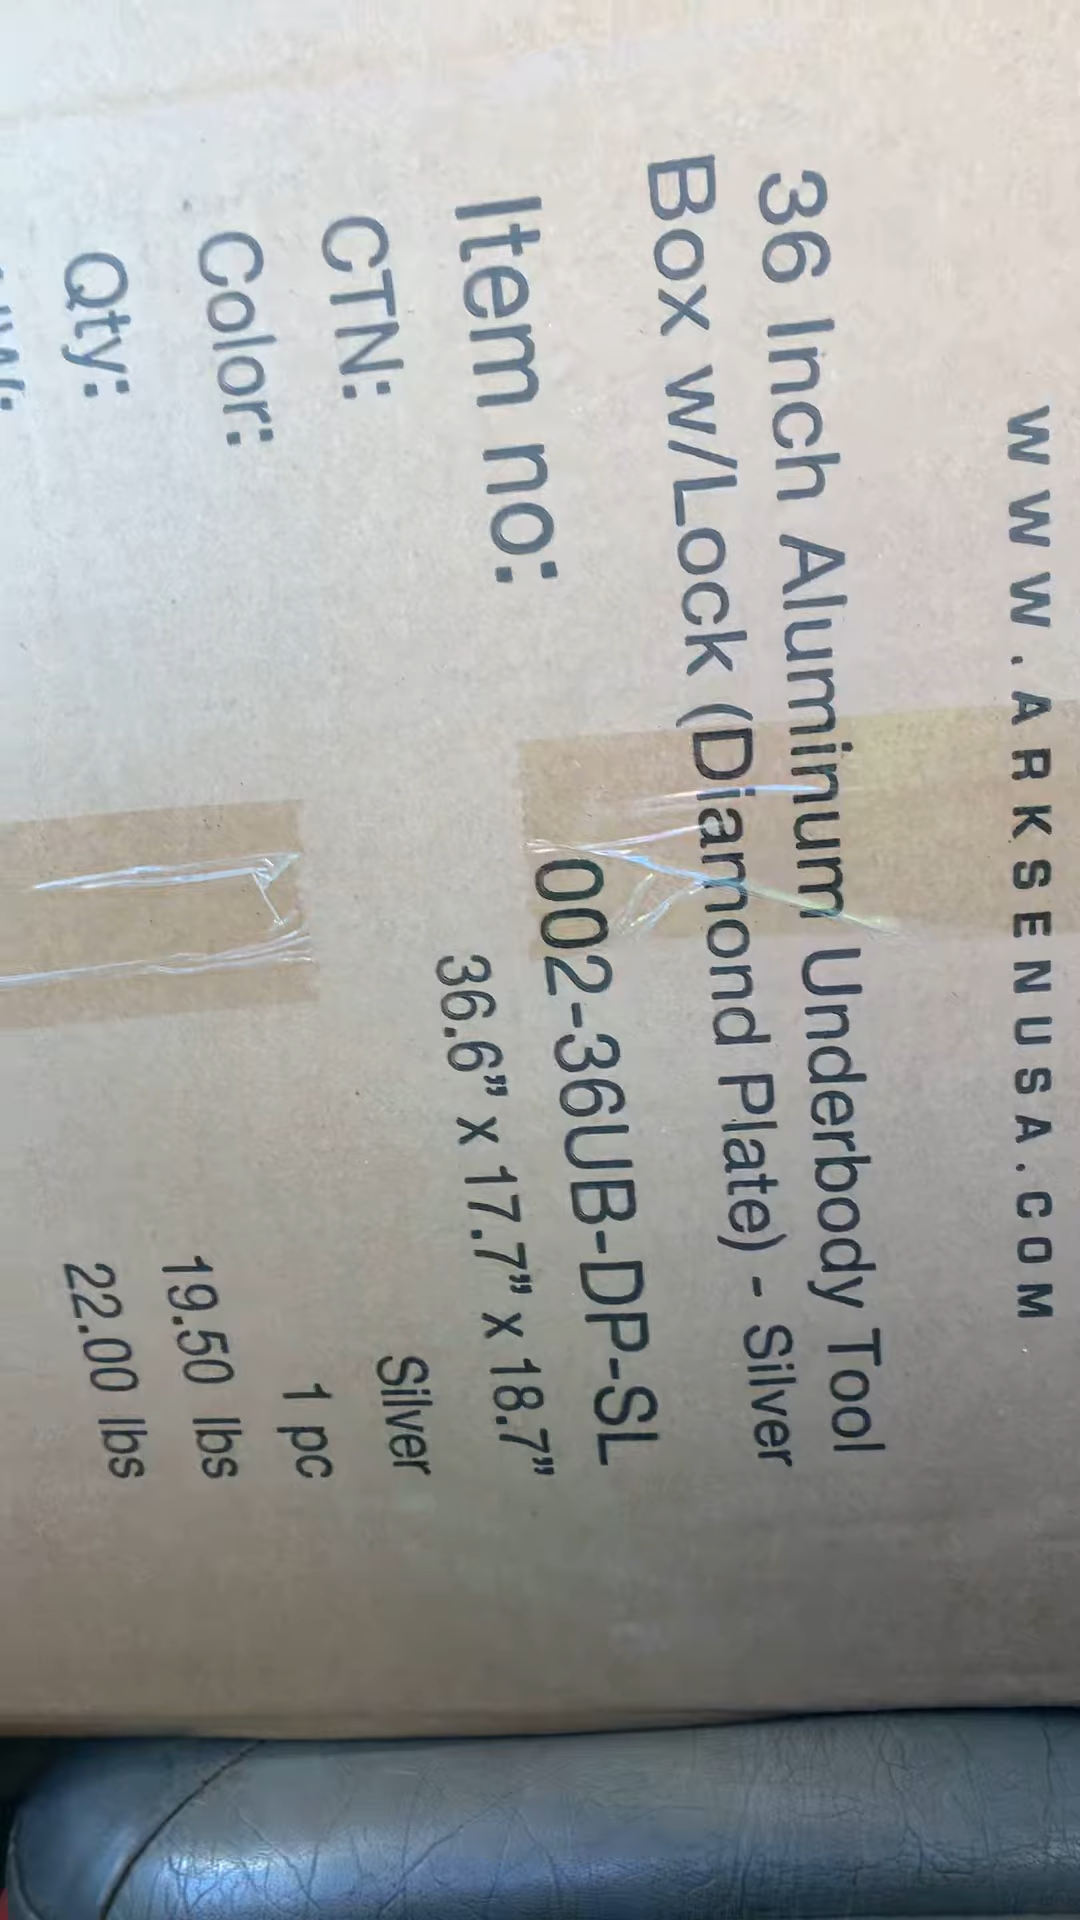 WWW.ARKSENUSA.COM
36 Inch Aluminum Underbody Tool
Box w/Lock (Diamond Plate) - Silver
Item no: 002-36UB-DP-SL
CTN: 36.6” x 17.7” x 18.7”
Color: Silver
Qty: 1 pc
19.50 lbs
22.00 lbs